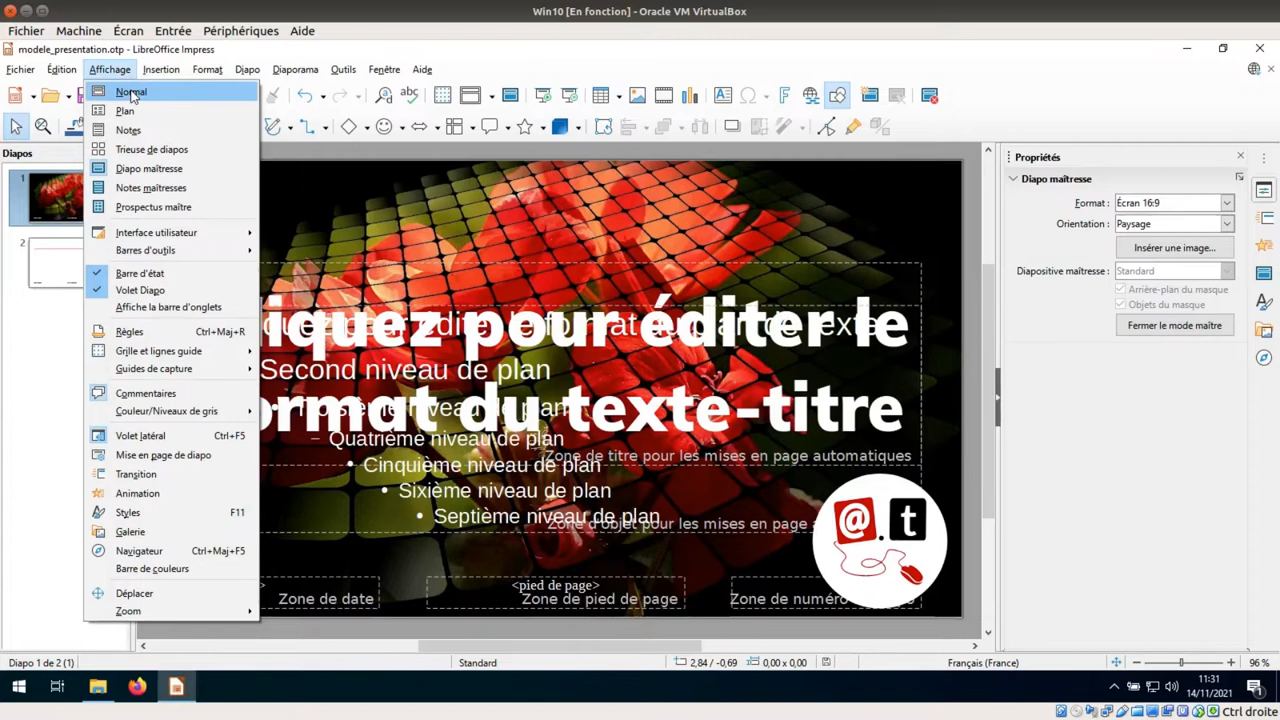 Win10 [En fonction] - Oracle VM VirtualBox
Fichier Machine Écran Entrée Périphériques Aide
modele_presentation.otp - LibreOffice Impress
Fichier Édition Affichage Insertion Format Diapo Diaporama Outils Fenêtre Aide
Normal
Plan
Notes
Trieuse de diapos
Diapo maîtresse
Notes maîtresses
Prospectus maître
Interface utilisateur
Barres d'outils
Barre d'état
Volet Diapo
Affiche la barre d'onglets
Règles Ctrl+Maj+R
Grille et lignes guide
Guides de capture
Commentaires
Couleur/Niveaux de gris
Volet latéral Ctrl+F5
Mise en page de diapo
Transition
Animation
Styles F11
Galerie
Navigateur Ctrl+Maj+F5
Barre de couleurs
Déplacer
Zoom
Diapos
1
2
liquez pour éditer le
ormat du texte-titre
Second niveau de plan
Troisième niveau de plan
Quatrième niveau de plan
Zone de titre pour les mises en page automatiques
Cinquième niveau de plan
Sixième niveau de plan
Septième niveau de plan
Zone d'objet pour les mises en page
@.t
<pied de page>
Zone de date
Zone de pied de page
Zone de numéro
Propriétés
Diapo maîtresse
Format : Écran 16:9
Orientation : Paysage
Insérer une image...
Diapositive maîtresse : Standard
Arrière-plan du masque
Objets du masque
Fermer le mode maître
Diapo 1 de 2 (1) Standard 2,84 / -0,69 0,00 x 0,00 Français (France) 96 %
11:31
14/11/2021
1
Ctrl droite